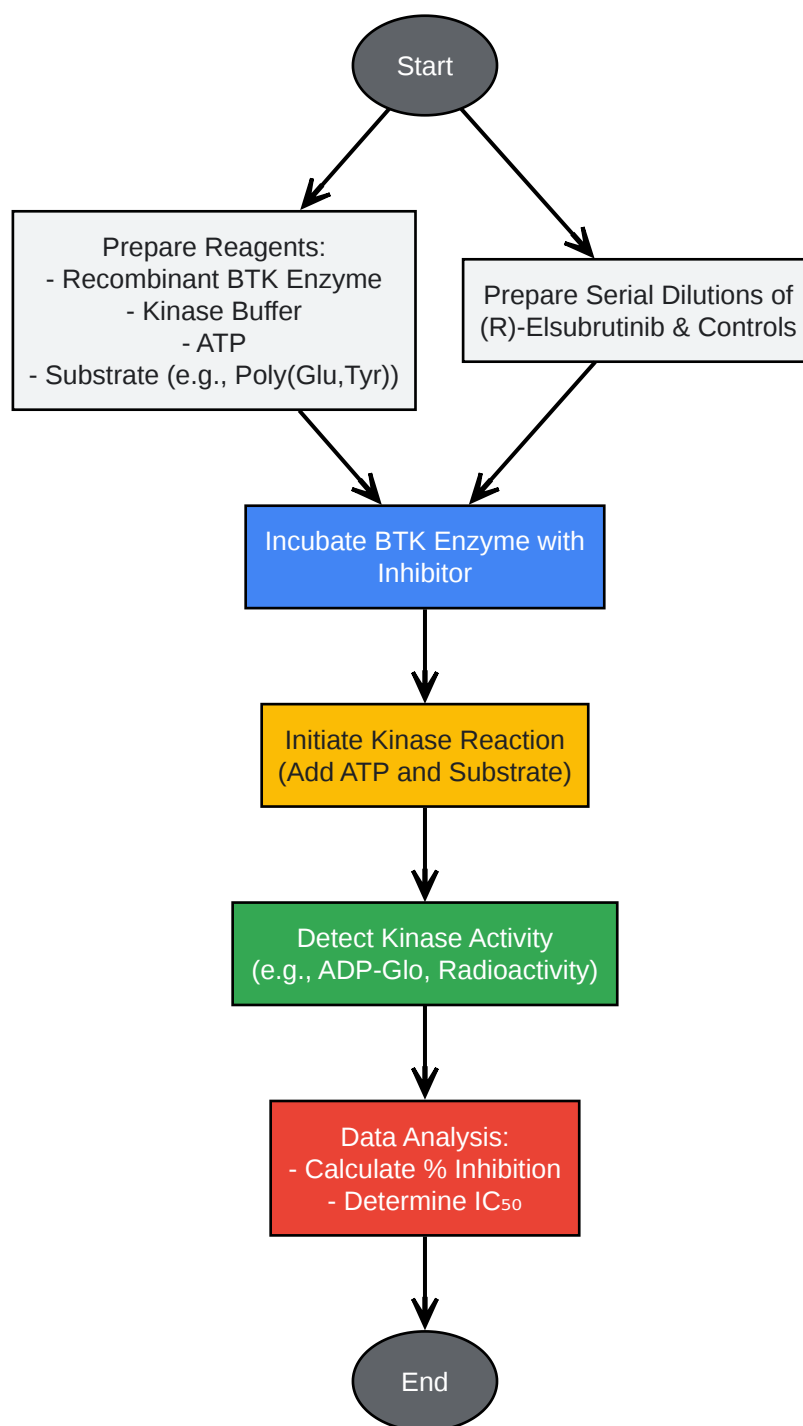 Start
Prepare Reagents:
- Recombinant BTK Enzyme
- Kinase Buffer
- ATP
- Substrate (e.g., Poly(Glu,Tyr))
Prepare Serial Dilutions of
(R)-Elsubrutinib & Controls
Incubate BTK Enzyme with
Inhibitor
Initiate Kinase Reaction
(Add ATP and Substrate)
Detect Kinase Activity
(e.g., ADP-Glo, Radioactivity)
Data Analysis:
- Calculate % Inhibition
- Determine IC₅₀
End